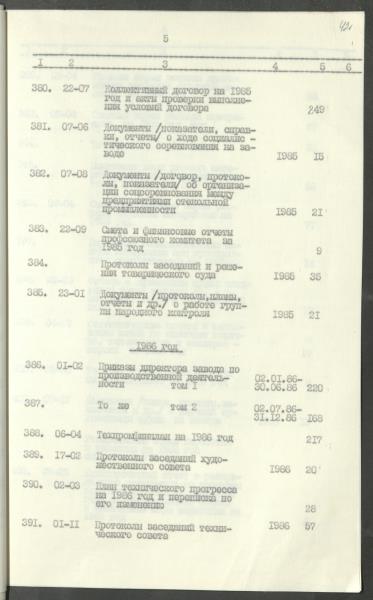 421
5
1 2 3 4 5 6
380. 22-07 Коллективный договор на 1985
год и акты проверки выполне-
ния условий договора 249
381. 07-06 Документы /показатели, справ-
ки, отчеты/ о ходе социалис-
тического соревнования на за-
воде 1985 15
382. 07-08 Документы /договор, протоко-
лы, показатели/ об организа-
ции соцсоревнования между
предприятиями стекольной
промышленности 1985 21
383. 22-09 Смета и финансовые отчеты
профсоюзного комитета за
1985 год 9
384. Протоколы заседаний и реше-
ния товарищеского суда 1985 35
385. 23-01 Документы /протоколы,планы,
отчеты и др./ о работе груп-
пы народного контроля 1985 21
1986 год
386. 01-02 Приказы директора завода по
производственной деятель- 02.01.86-
ности том 1 30.06.86 220
387. То же том 2 02.07.86-
31.12.86 168
388. 06-04 Техпромфинплан на 1986 год 217
389. 17-02 Протоколы заседаний худо-
жественного совета 1986 20
390. 02-03 План технического прогресса
на 1986 год и переписка по
его изменению 28
391. 01-11 Протоколы заседаний техни- 1986 57
ческого совета